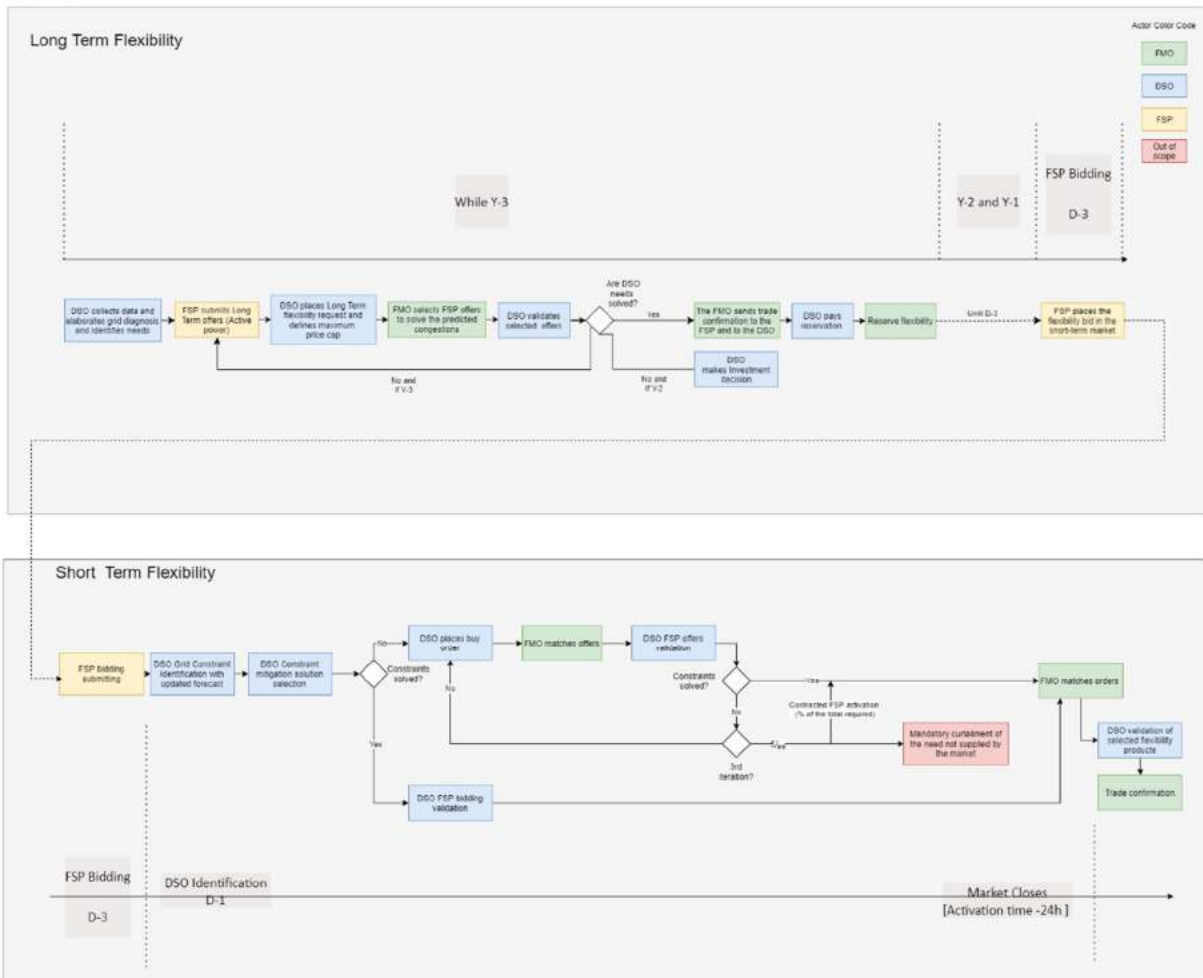 Long Term Flexibility
Actor Color Code
FMO
DSO
FSP
Out of
scope
While Y-3
Y-2 and Y-1
FSP Bidding
D-3
DSO collects data and
elaborates grid diagnosis
and identifies needs
FSP submits Long
Term offers (Active
power)
DSO places Long Term
flexibility request and
defines maximum
price cap
FMO selects FSP offers
to solve the predicted
congestions
DSO validates
selected offers
Are DSO
needs
solved?
Yes
The FMO sends trade
confirmation to the
FSP and to the DSO
DSO pays
reservation
Reserve flexibility
Until D-3
FSP places the
flexibility bid in the
short-term market
No and
if Y-3
No and
if Y-2
DSO
makes Investment
decision
Short Term Flexibility
FSP bidding
submitting
DSO Grid Constraint
Identification with
updated forecast
DSO Constraint
mitigation solution
selection
Constraints
solved?
No
DSO places buy
order
FMO matches offers
DSO FSP offers
validation
Constraints
solved?
Yes
FMO matches orders
No
No
Contracted FSP activation
(% of the total required)
3rd
iteration?
Yes
Mandatory curtailment of
the need not supplied by
the market
DSO validation of
selected flexibility
products
Trade confirmation
Yes
DSO FSP bidding
validation
FSP Bidding
D-3
DSO Identification
D-1
Market Closes
[Activation time -24h ]